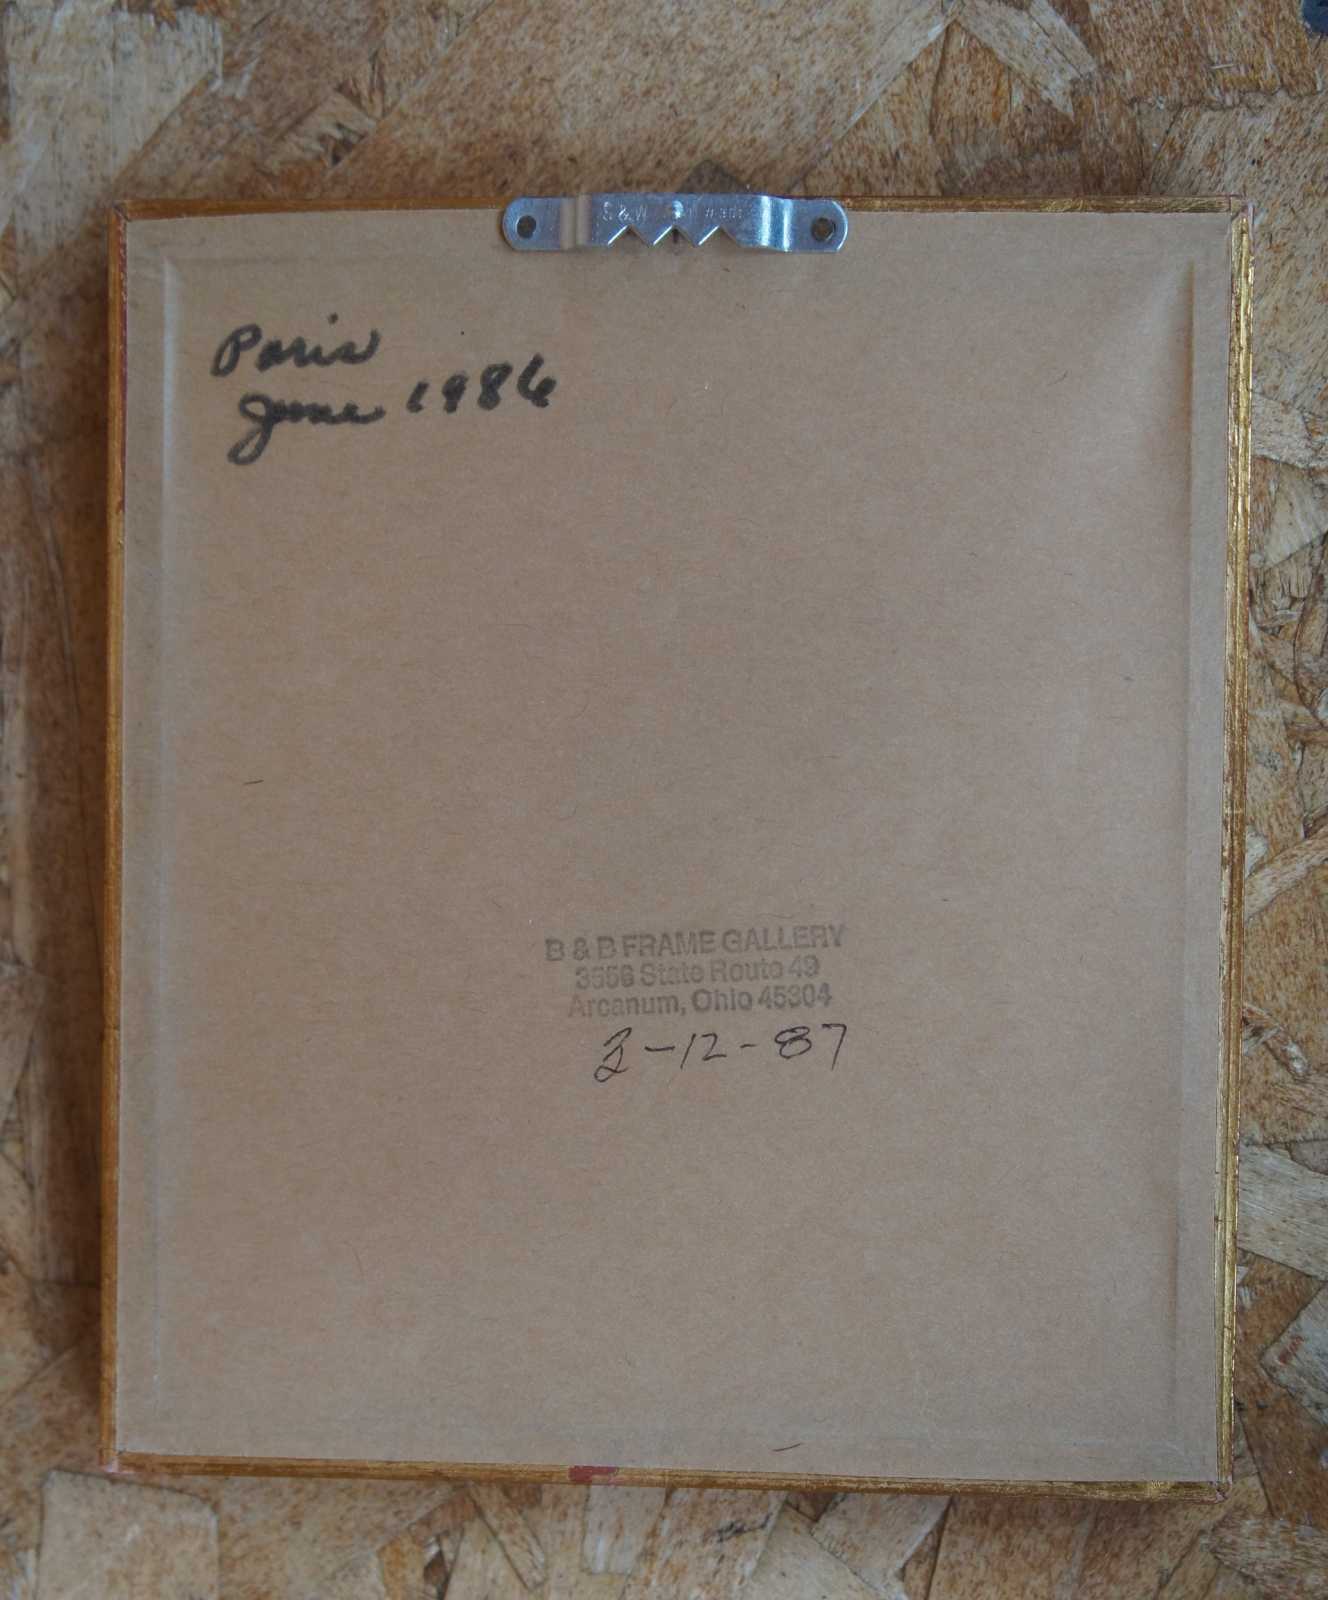 S & W
Paris
June 1986
B & B FRAME GALLERY
3556 State Route 49
Arcanum, Ohio 45304
2-12-87